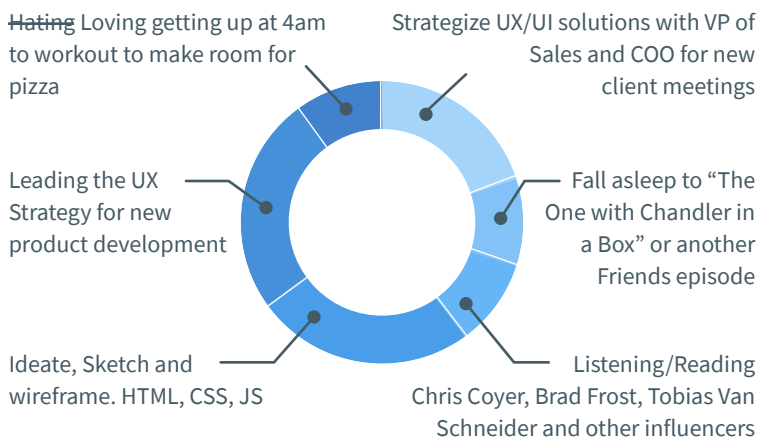 Hating Loving getting up at 4am
to workout to make room for
pizza
Strategize UX/UI solutions with VP of
Sales and COO for new
client meetings
Leading the UX
Strategy for new
product development
Fall asleep to “The
One with Chandler in
a Box” or another
Friends episode
Ideate, Sketch and
wireframe. HTML, CSS, JS
Listening/Reading
Chris Coyer, Brad Frost, Tobias Van
Schneider and other influencers